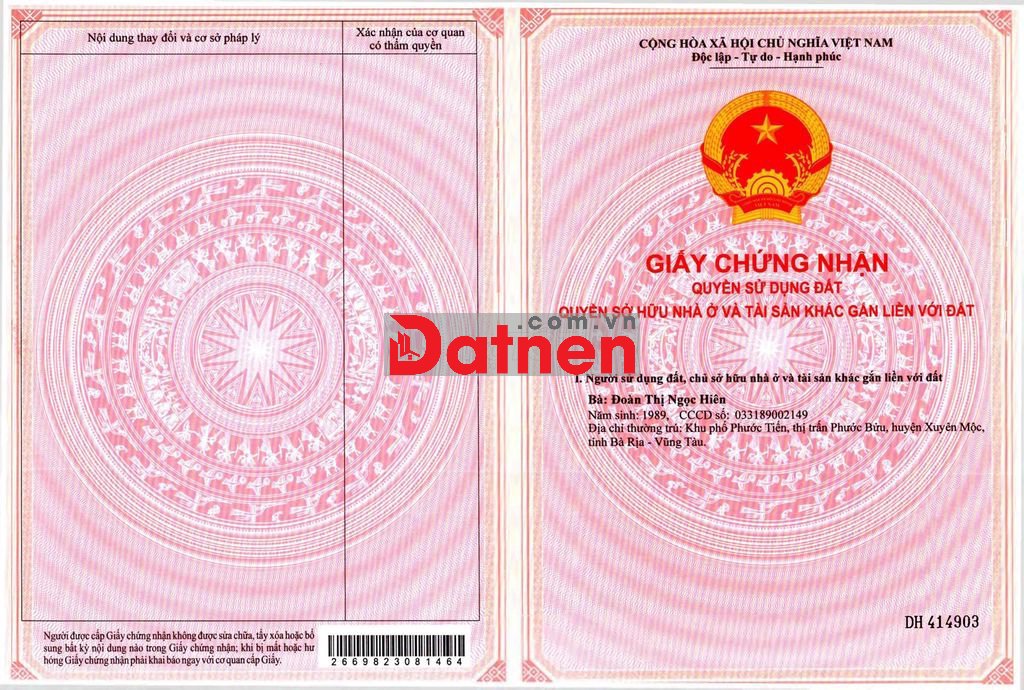 Nội dung thay đổi và cơ sở pháp lý
Xác nhận của cơ quan
có thẩm quyền
Người được cấp Giấy chứng nhận không được sửa chữa, tẩy xóa hoặc bổ
sung bất kỳ nội dung nào trong Giấy chứng nhận; khi bị mất hoặc hư
hỏng Giấy chứng nhận phải khai báo ngay với cơ quan cấp Giấy.
2669823081464
CỘNG HÒA XÃ HỘI CHỦ NGHĨA VIỆT NAM
Độc lập - Tự do - Hạnh phúc
VIỆT NAM
GIẤY CHỨNG NHẬN
QUYỀN SỬ DỤNG ĐẤT
QUYỀN SỞ HỮU NHÀ Ở VÀ TÀI SẢN KHÁC GẮN LIỀN VỚI ĐẤT
.com.vn
Datnen
I. Người sử dụng đất, chủ sở hữu nhà ở và tài sản khác gắn liền với đất
Bà: Đoàn Thị Ngọc Hiên
Năm sinh: 1989, CCCD số: 033189002149
Địa chỉ thường trú: Khu phố Phước Tiến, thị trấn Phước Bửu, huyện Xuyên Mộc,
tỉnh Bà Rịa - Vũng Tàu.
DH 414903